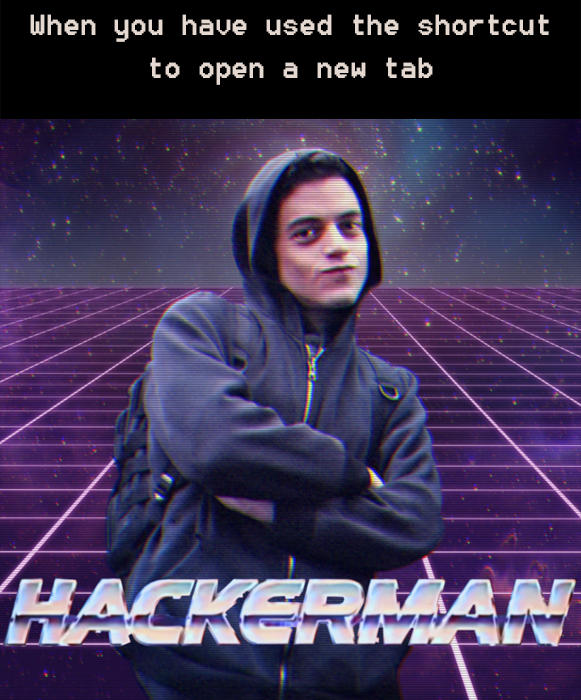 When you have used the shortcut
to open a new tab
HACKERMAN